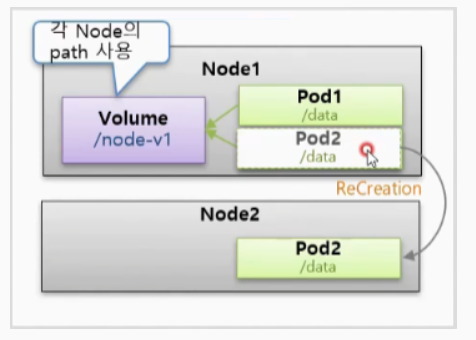 각 Node의
path 사용
Node1
Volume
/node-v1
Pod1
/data
Pod2
/data
ReCreation
Node2
Pod2
/data